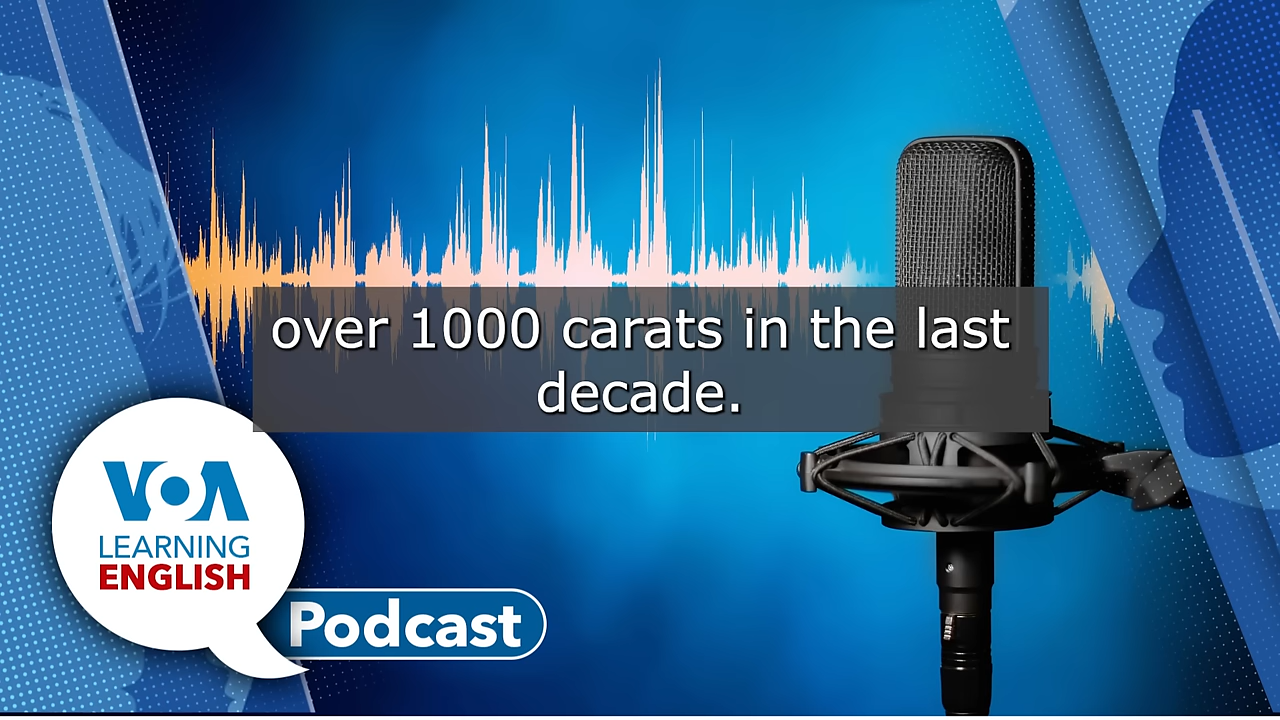 over 1000 carats in the last
decade.
VOA
LEARNING
ENGLISH
Podcast